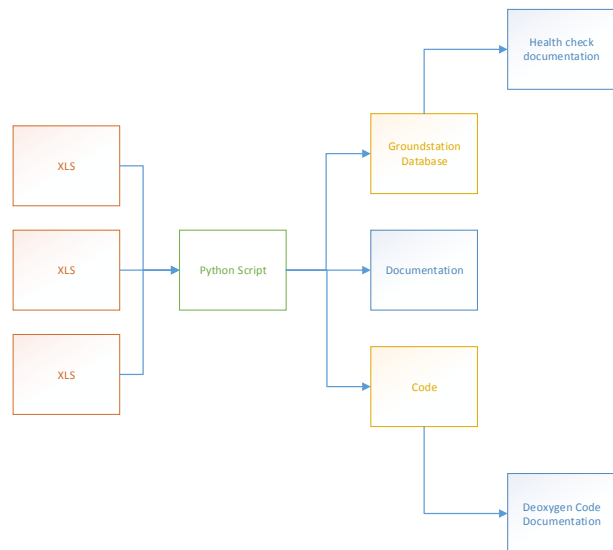 Health check
documentation
Groundstation
Database
XLS
XLS
Python Script
Documentation
XLS
Code
Deoxygen Code
Documentation